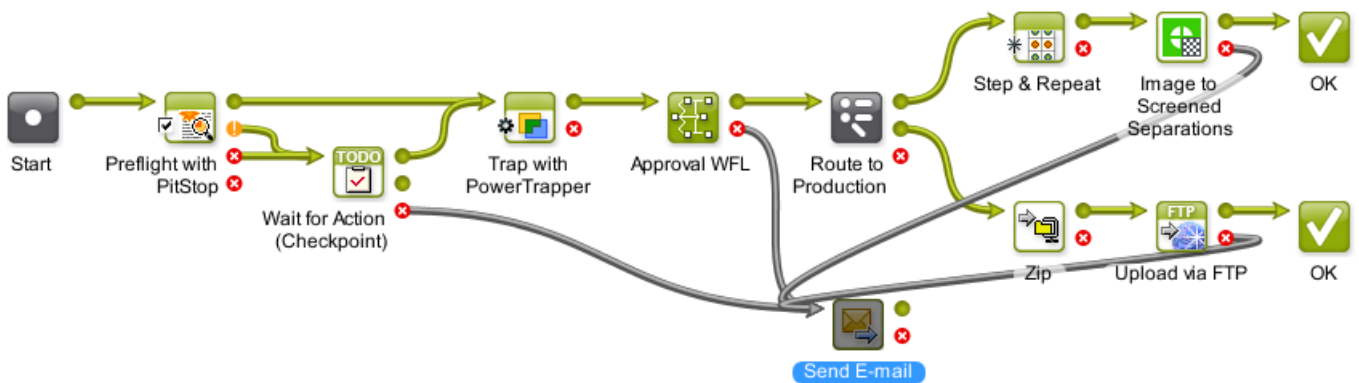 Step & Repeat
Image to
Screened
Separations
OK
Start
Preflight with
PitStop
TODO
Wait for Action
(Checkpoint)
Trap with
PowerTrapper
Approval WFL
Route to
Production
Zip
FTP
Upload via FTP
OK
Send E-mail